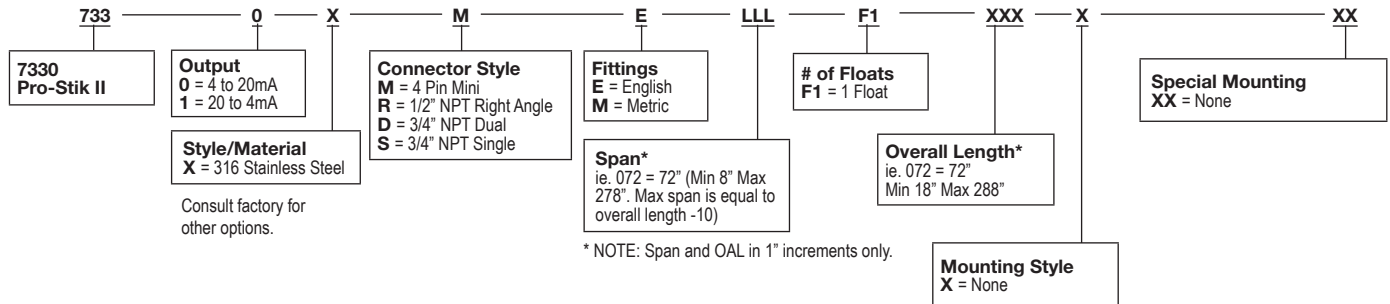 733 0 X M E LLL F1 XXX X XX
7330
Pro-Stik II
Output
0 = 4 to 20mA
1 = 20 to 4mA
Style/Material
X = 316 Stainless Steel
Consult factory for
other options.
Connector Style
M = 4 Pin Mini
R = 1/2" NPT Right Angle
D = 3/4" NPT Dual
S = 3/4" NPT Single
Fittings
E = English
M = Metric
Span*
ie. 072 = 72" (Min 8" Max
278". Max span is equal to
overall length -10)
* NOTE: Span and OAL in 1" increments only.
# of Floats
F1 = 1 Float
Overall Length*
ie. 072 = 72"
Min 18" Max 288"
Mounting Style
X = None
Special Mounting
XX = None